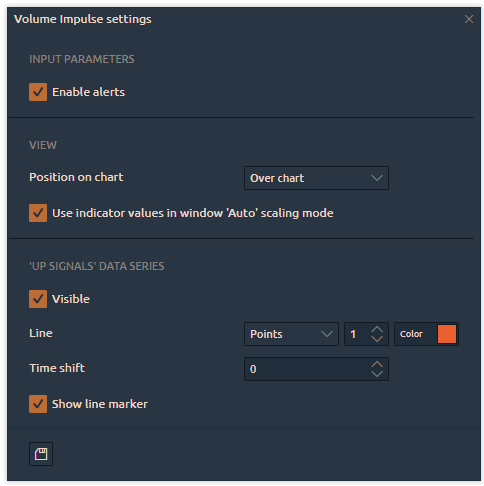 Volume Impulse settings
INPUT PARAMETERS
Enable alerts
VIEW
Position on chart Over chart
Use indicator values in window 'Auto' scaling mode
'UP SIGNALS' DATA SERIES
Visible
Line Points 1 Color
Time shift 0
Show line marker